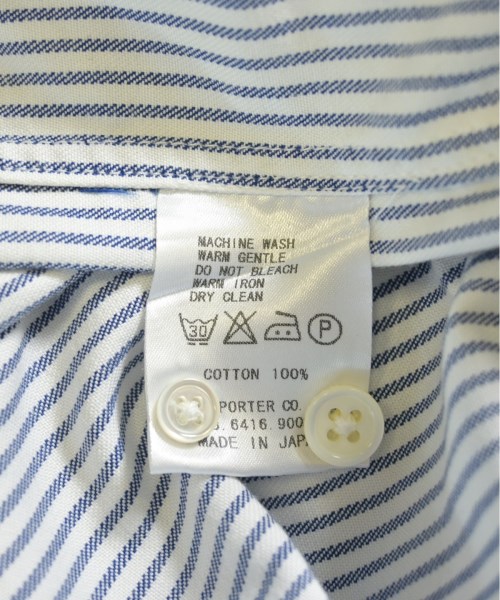 MACHINE WASH
WARM GENTLE
DO NOT BLEACH
WARM IRON
DRY CLEAN
30 P
COTTON 100%
PORTER CO.
6416.900
MADE IN